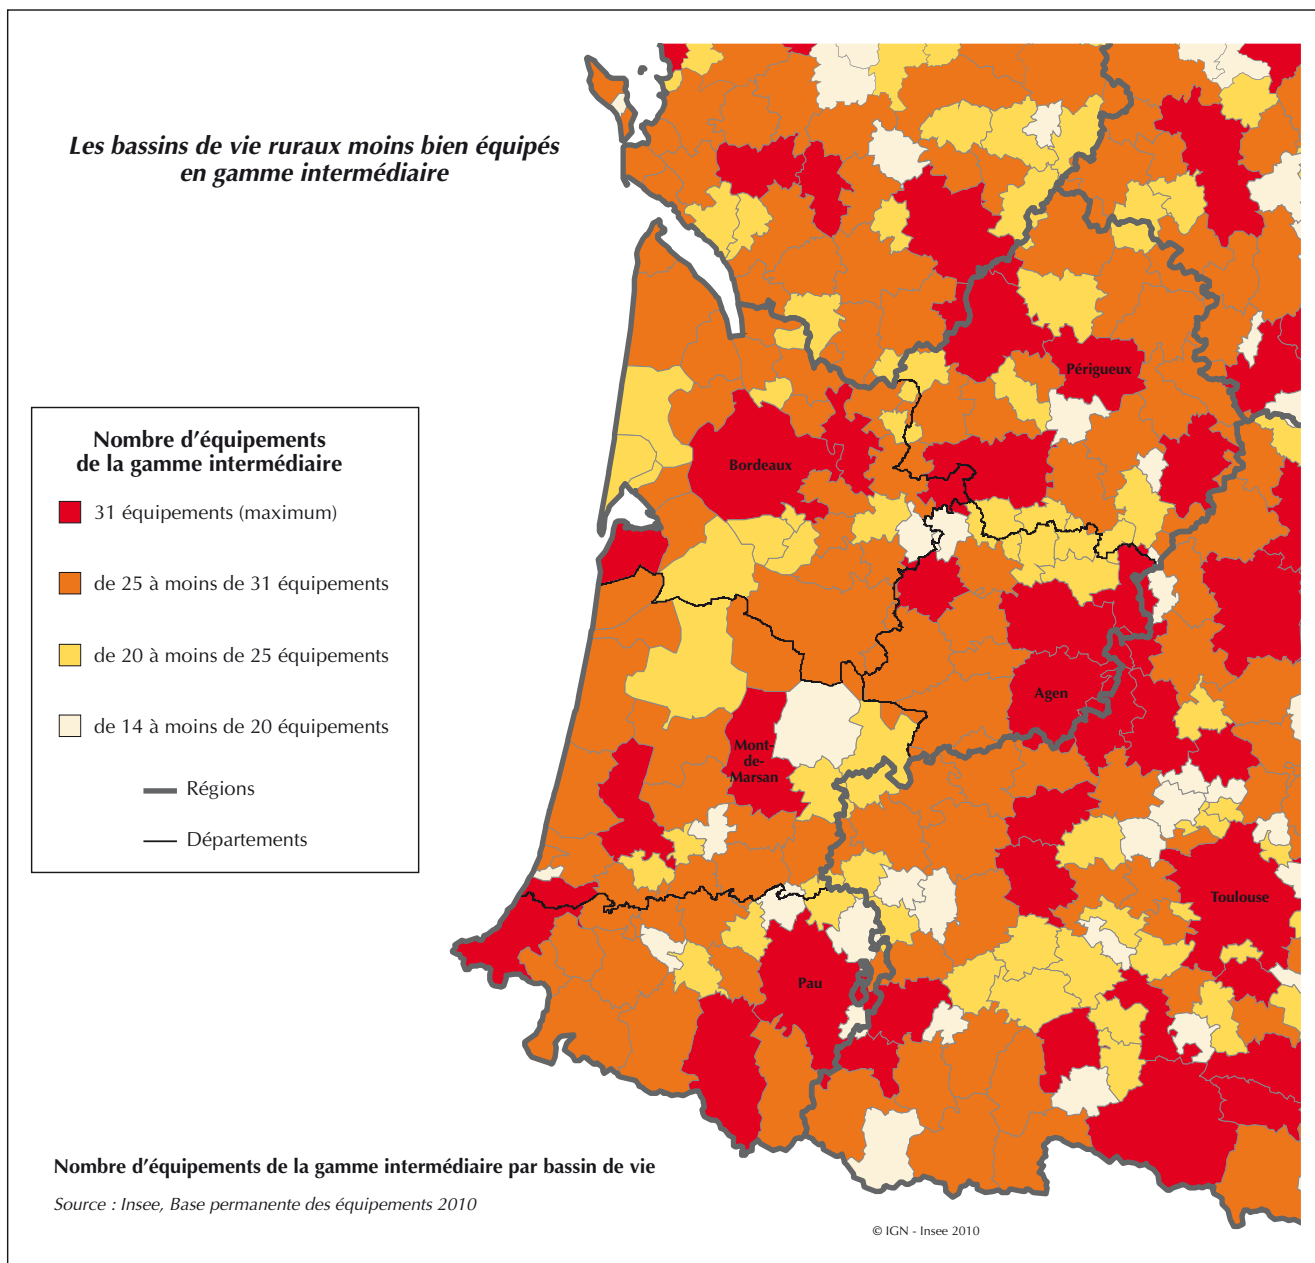 Les bassins de vie ruraux moins bien équipés
en gamme intermédiaire
Nombre d'équipements
de la gamme intermédiaire
31 équipements (maximum)
de 25 à moins de 31 équipements
de 20 à moins de 25 équipements
de 14 à moins de 20 équipements
Régions
Départements
Périgueux
Bordeaux
Agen
Mont-
de-
Marsan
Toulouse
Pau
Nombre d'équipements de la gamme intermédiaire par bassin de vie
Source : Insee, Base permanente des équipements 2010
© IGN - Insee 2010